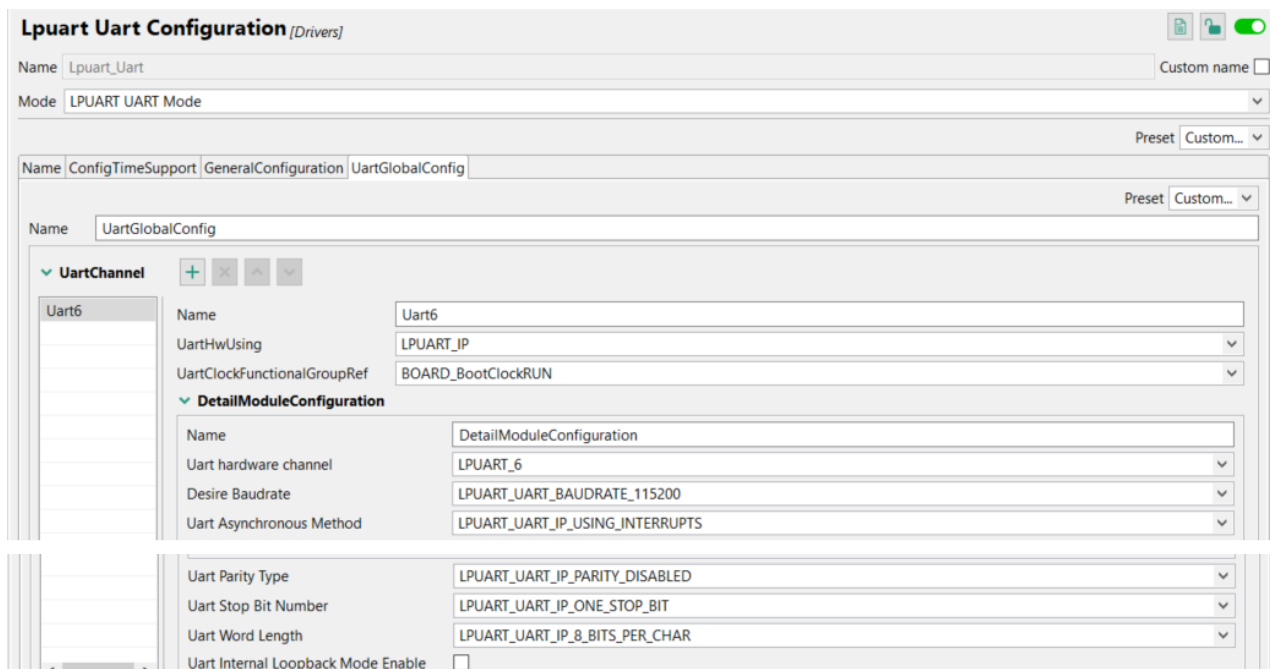 Lpuart Uart Configuration [Drivers]
Name Lpuart_Uart Custom name
Mode LPUART UART Mode
Preset Custom...
Name ConfigTimeSupport GeneralConfiguration UartGlobalConfig
Preset Custom...
Name UartGlobalConfig
UartChannel
Uart6
Name Uart6
UartHwUsing LPUART_IP
UartClockFunctionalGroupRef BOARD_BootClockRUN
DetailModuleConfiguration
Name DetailModuleConfiguration
Uart hardware channel LPUART_6
Desire Baudrate LPUART_UART_BAUDRATE_115200
Uart Asynchronous Method LPUART_UART_IP_USING_INTERRUPTS
Uart Parity Type LPUART_UART_IP_PARITY_DISABLED
Uart Stop Bit Number LPUART_UART_IP_ONE_STOP_BIT
Uart Word Length LPUART_UART_IP_8_BITS_PER_CHAR
Uart Internal Loopback Mode Enable